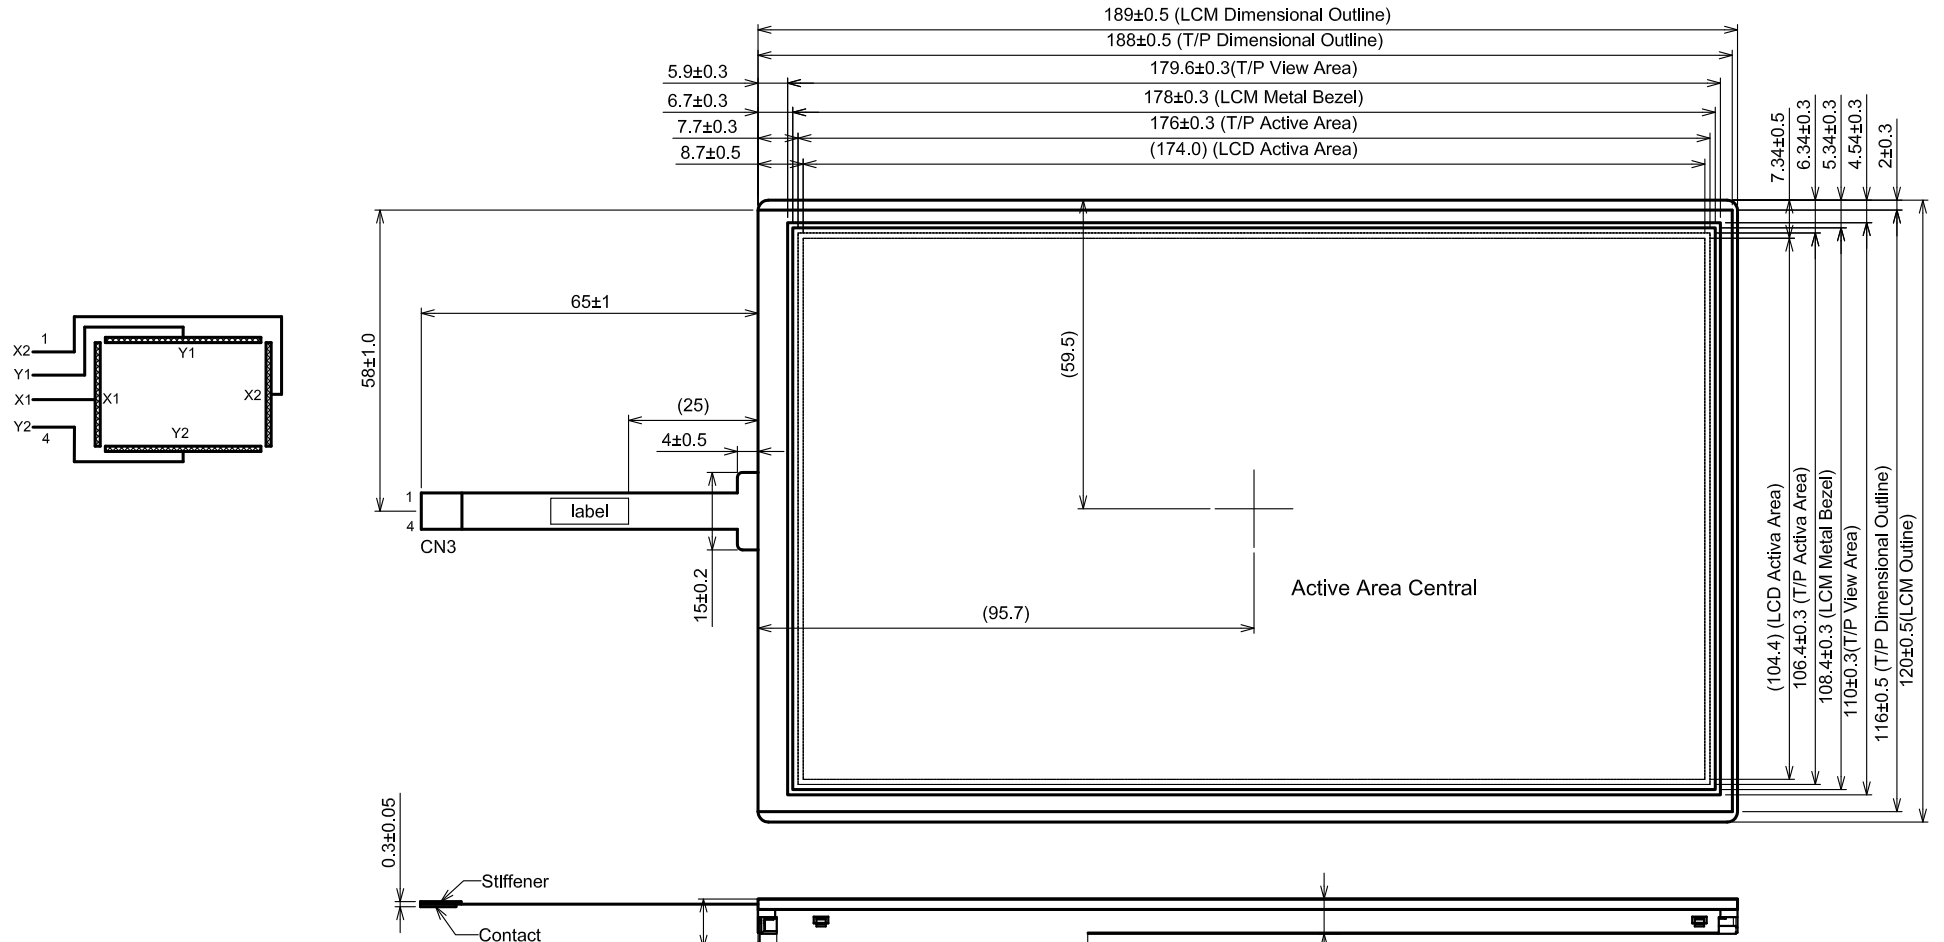 189±0.5 (LCM Dimensional Outline)
188±0.5 (T/P Dimensional Outline)
5.9±0.3
179.6±0.3(T/P View Area)
6.7±0.3
178±0.3 (LCM Metal Bezel)
7.7±0.3
176±0.3 (T/P Active Area)
8.7±0.5
(174.0) (LCD Activa Area)
7.34±0.5
6.34±0.3
5.34±0.3
4.54±0.3
2±0.3
65±1
58±1.0
(59.5)
X2 1
Y1
X1
Y2 4
Y1
X1
X2
Y2
(25)
4±0.5
1
4
label
CN3
15±0.2
Active Area Central
(95.7)
(104.4) (LCD Activa Area)
106.4±0.3 (T/P Activa Area)
108.4±0.3 (LCM Metal Bezel)
110±0.3(T/P View Area)
116±0.5 (T/P Dimensional Outline)
120±0.5(LCM Outine)
0.3±0.05
Stiffener
Contact